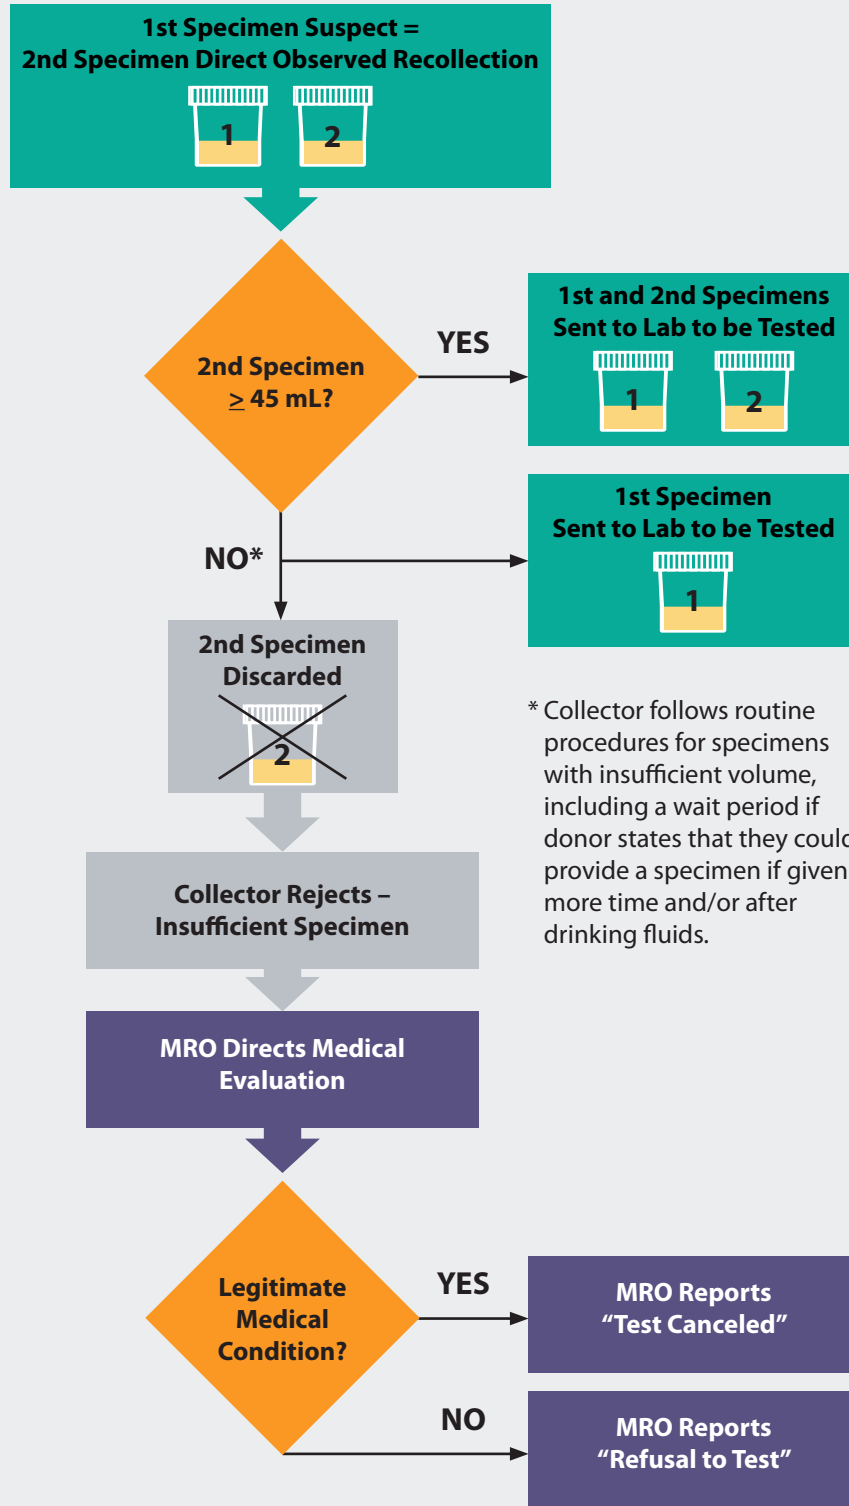 1st Specimen Suspect =
2nd Specimen Direct Observed Recollection
1
2
2nd Specimen
≥ 45 mL?
YES
1st and 2nd Specimens
Sent to Lab to be Tested
1
2
NO*
1st Specimen
Sent to Lab to be Tested
1
2nd Specimen
Discarded
2
* Collector follows routine
procedures for specimens
with insufficient volume,
including a wait period if
donor states that they could
provide a specimen if given
more time and/or after
drinking fluids.
Collector Rejects –
Insufficient Specimen
MRO Directs Medical
Evaluation
Legitimate
Medical
Condition?
YES
MRO Reports
“Test Canceled”
NO
MRO Reports
“Refusal to Test”